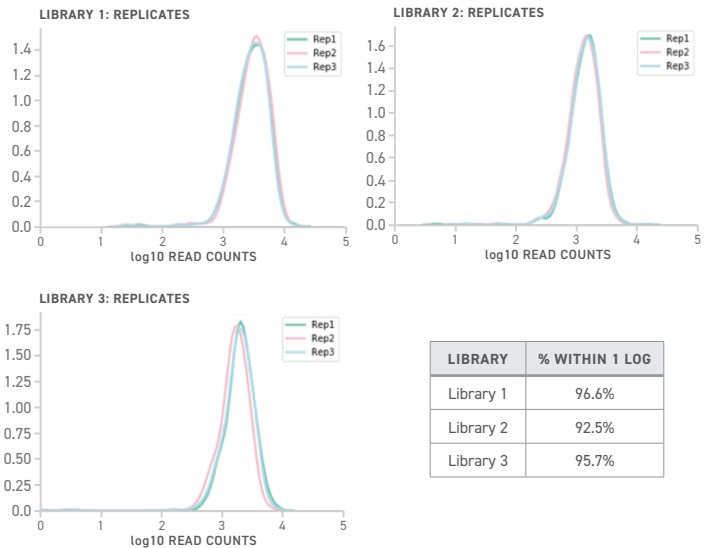 LIBRARY 1: REPLICATES
1.4
1.2
1.0
0.8
0.6
0.4
0.2
0.0
0 1 2 3 4 5
log10 READ COUNTS
Rep1
Rep2
Rep3
LIBRARY 2: REPLICATES
1.6
1.4
1.2
1.0
0.8
0.6
0.4
0.2
0.0
0 1 2 3 4 5
log10 READ COUNTS
Rep1
Rep2
Rep3
LIBRARY 3: REPLICATES
1.75
1.50
1.25
1.00
0.75
0.50
0.25
0.0
0 1 2 3 4 5
log10 READ COUNTS
Rep1
Rep2
Rep3
LIBRARY % WITHIN 1 LOG
Library 1 96.6%
Library 2 92.5%
Library 3 95.7%